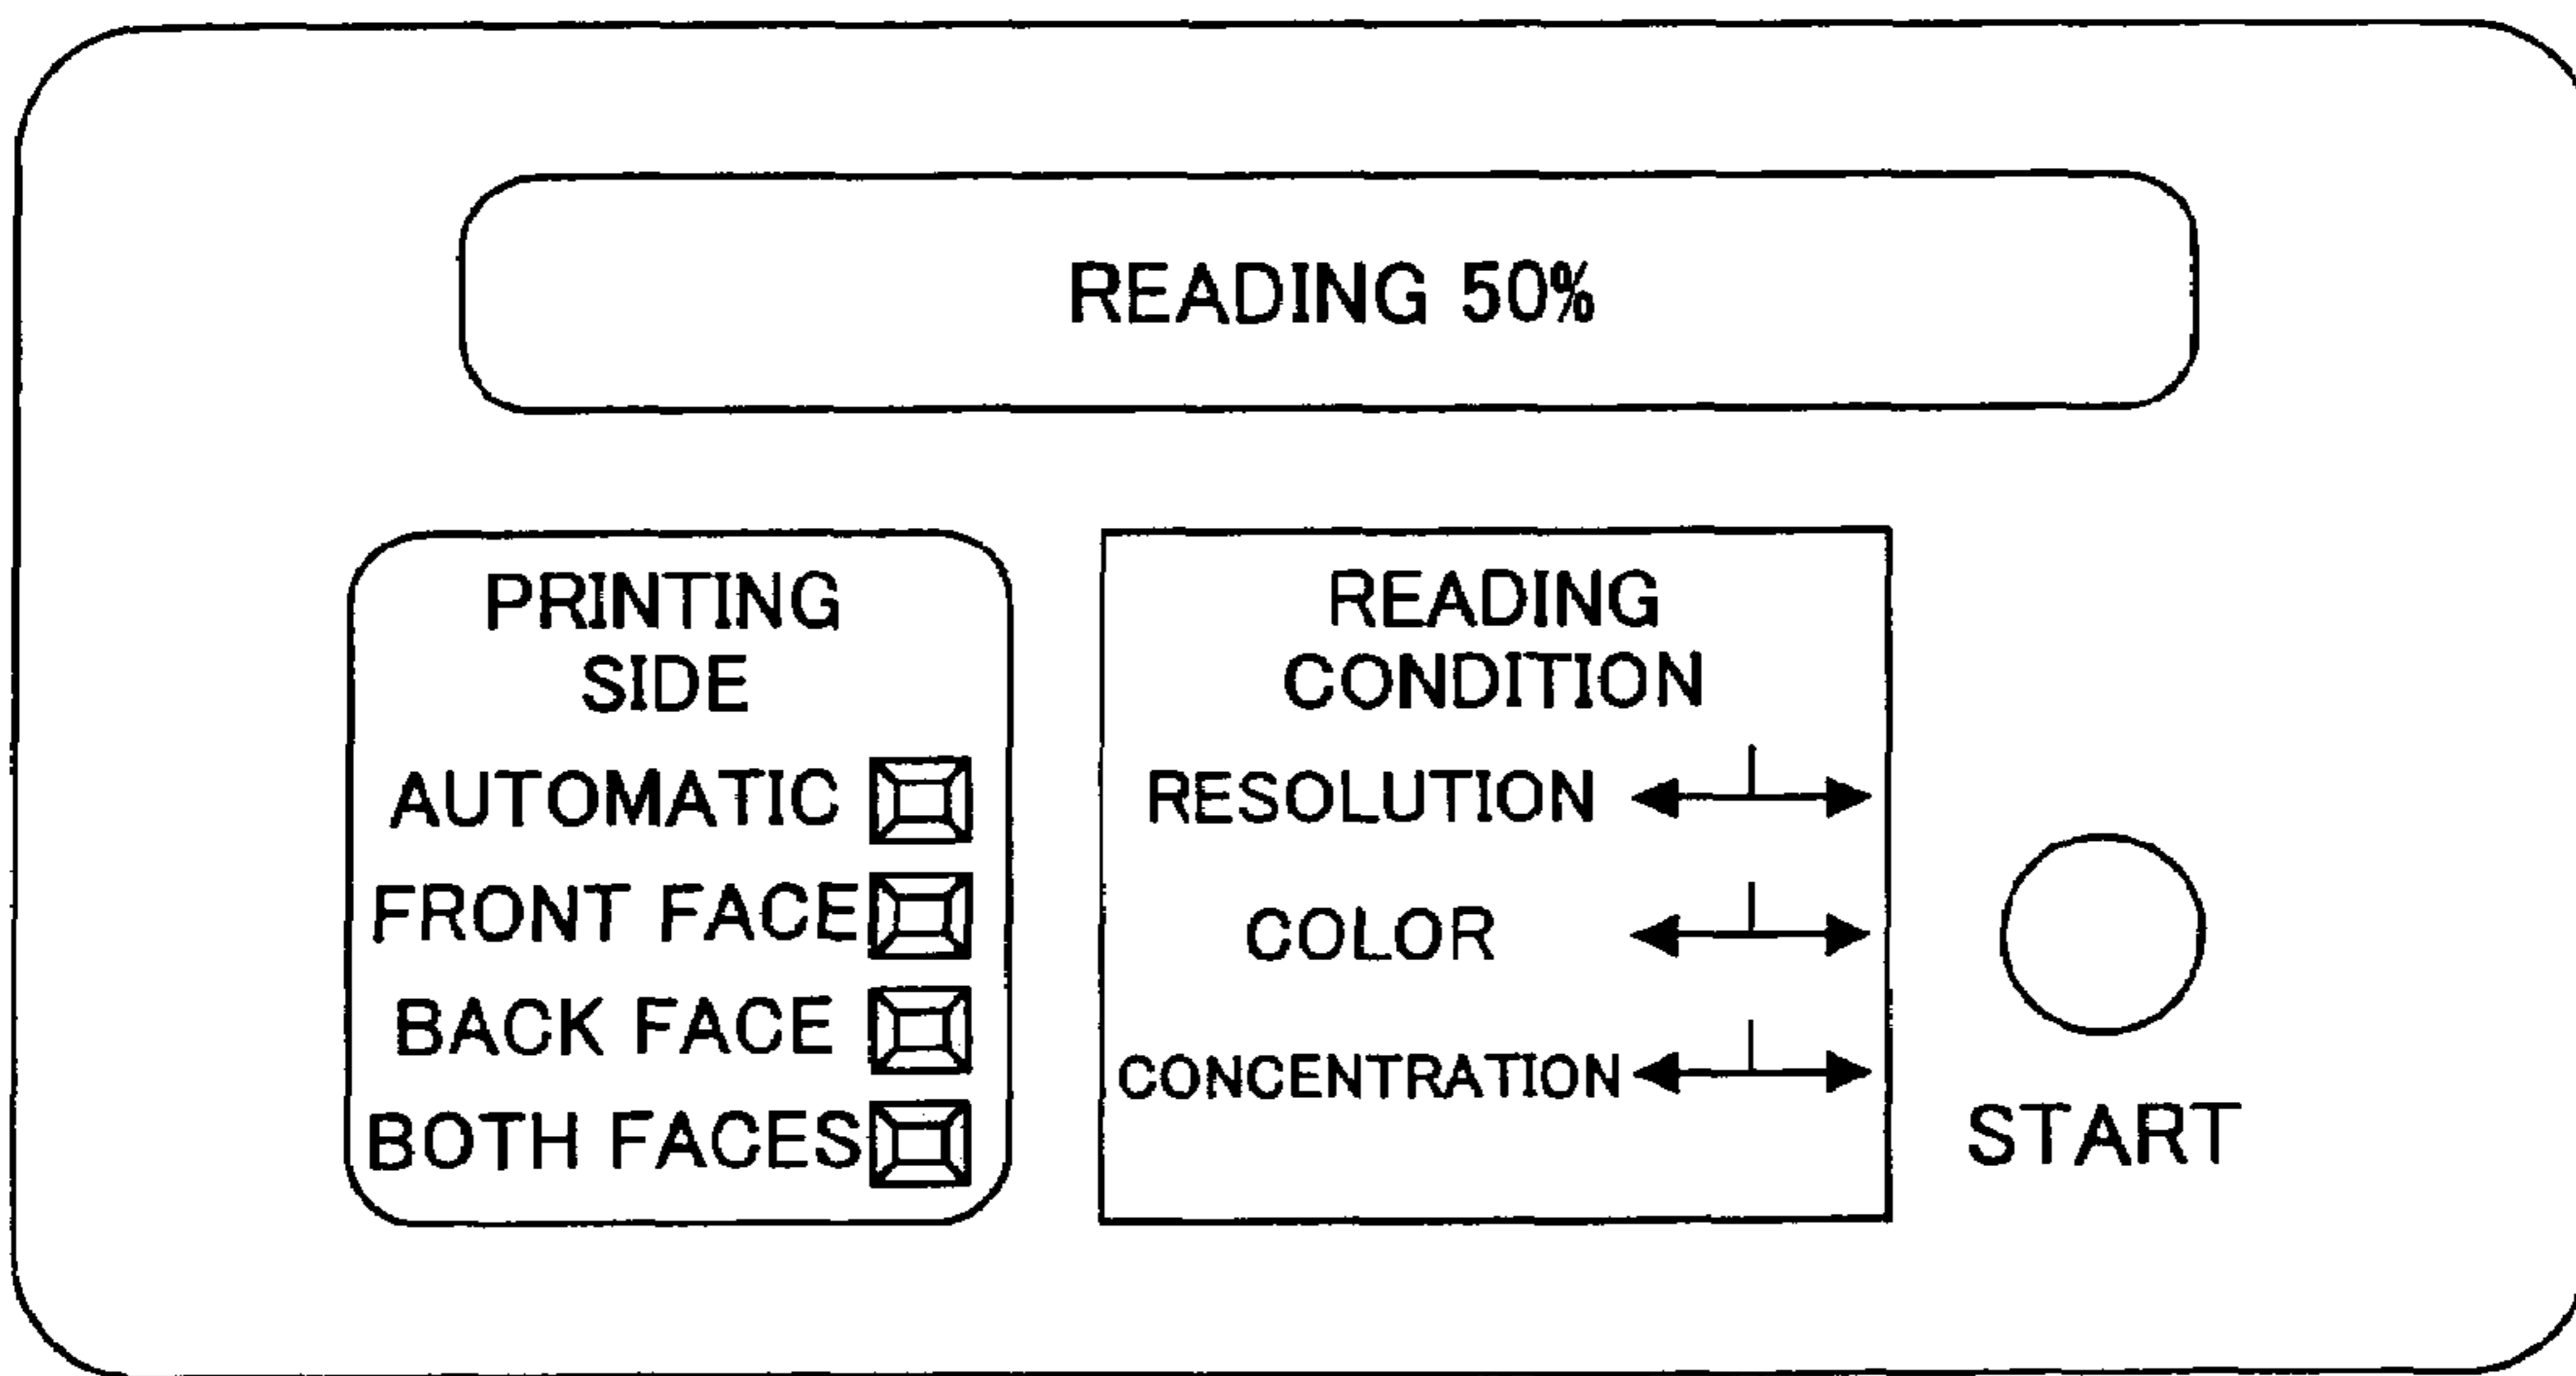 READING 50%
PRINTING
SIDE
AUTOMATIC
FRONT FACE
BACK FACE
BOTH FACES
READING
CONDITION
RESOLUTION
COLOR
CONCENTRATION
START